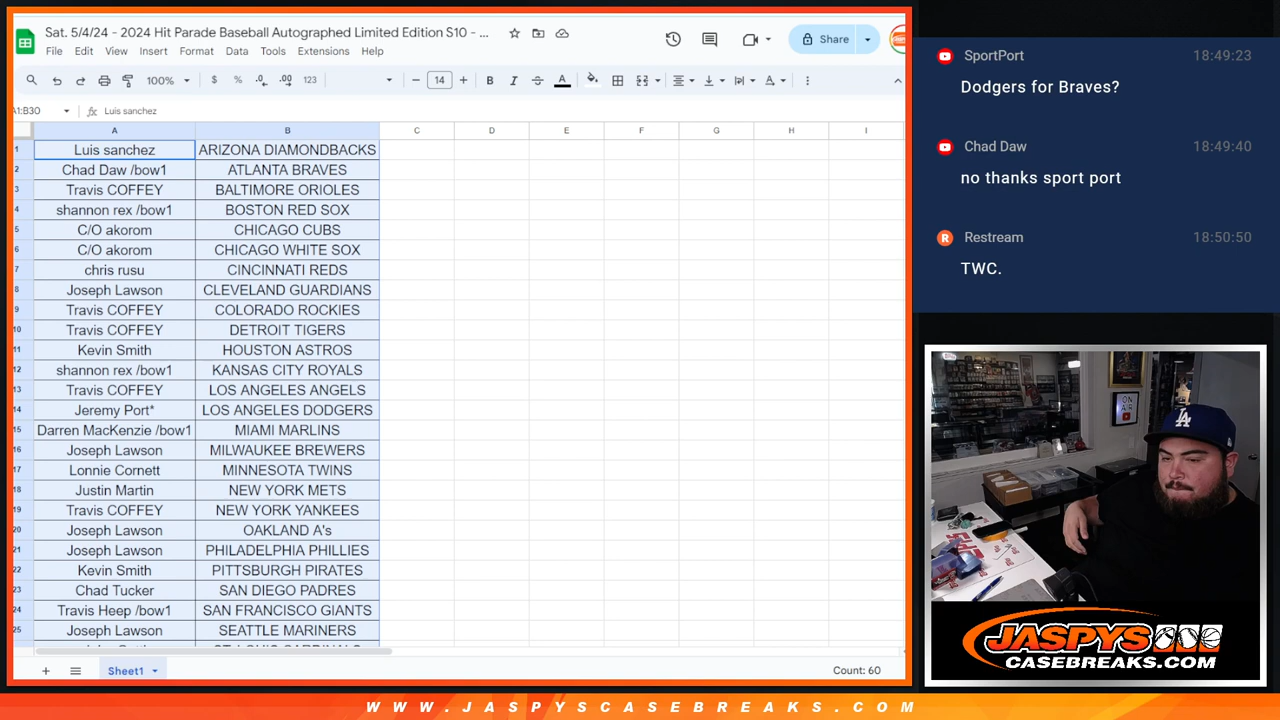 Sat. 5/4/24 - 2024 Hit Parade Baseball Autographed Limited Edition S10 - ...
File Edit View Insert Format Data Tools Extensions Help
Share
100% $ % .0 .00 123 14 B I S A
A1:B30 fx Luis sanchez
A B C D E F G H I
1 Luis sanchez ARIZONA DIAMONDBACKS
2 Chad Daw /bow1 ATLANTA BRAVES
3 Travis COFFEY BALTIMORE ORIOLES
4 shannon rex /bow1 BOSTON RED SOX
5 C/O akorom CHICAGO CUBS
6 C/O akorom CHICAGO WHITE SOX
7 chris rusu CINCINNATI REDS
8 Joseph Lawson CLEVELAND GUARDIANS
9 Travis COFFEY COLORADO ROCKIES
10 Travis COFFEY DETROIT TIGERS
11 Kevin Smith HOUSTON ASTROS
12 shannon rex /bow1 KANSAS CITY ROYALS
13 Travis COFFEY LOS ANGELES ANGELS
14 Jeremy Port* LOS ANGELES DODGERS
15 Darren MacKenzie /bow1 MIAMI MARLINS
16 Joseph Lawson MILWAUKEE BREWERS
17 Lonnie Cornett MINNESOTA TWINS
18 Justin Martin NEW YORK METS
19 Travis COFFEY NEW YORK YANKEES
20 Joseph Lawson OAKLAND A's
21 Joseph Lawson PHILADELPHIA PHILLIES
22 Kevin Smith PITTSBURGH PIRATES
23 Chad Tucker SAN DIEGO PADRES
24 Travis Heep /bow1 SAN FRANCISCO GIANTS
25 Joseph Lawson SEATTLE MARINERS
Sheet1
Count: 60
SportPort 18:49:23
Dodgers for Braves?
Chad Daw 18:49:40
no thanks sport port
Restream 18:50:50
TWC.
ON AIR
LA
JASPYS
CASEBREAKS.COM
WWW.JASPYSCASEBREAKS.COM